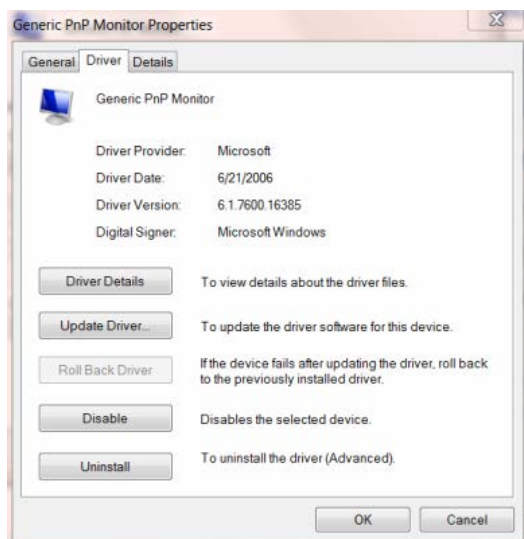 Generic PnP Monitor Properties
General Driver Details
Generic PnP Monitor
Driver Provider: Microsoft
Driver Date: 6/21/2006
Driver Version: 6.1.7600.16385
Digital Signer: Microsoft Windows
Driver Details To view details about the driver files.
Update Driver... To update the driver software for this device.
Roll Back Driver If the device fails after updating the driver, roll back
to the previously installed driver.
Disable Disables the selected device.
Uninstall To uninstall the driver (Advanced).
OK Cancel